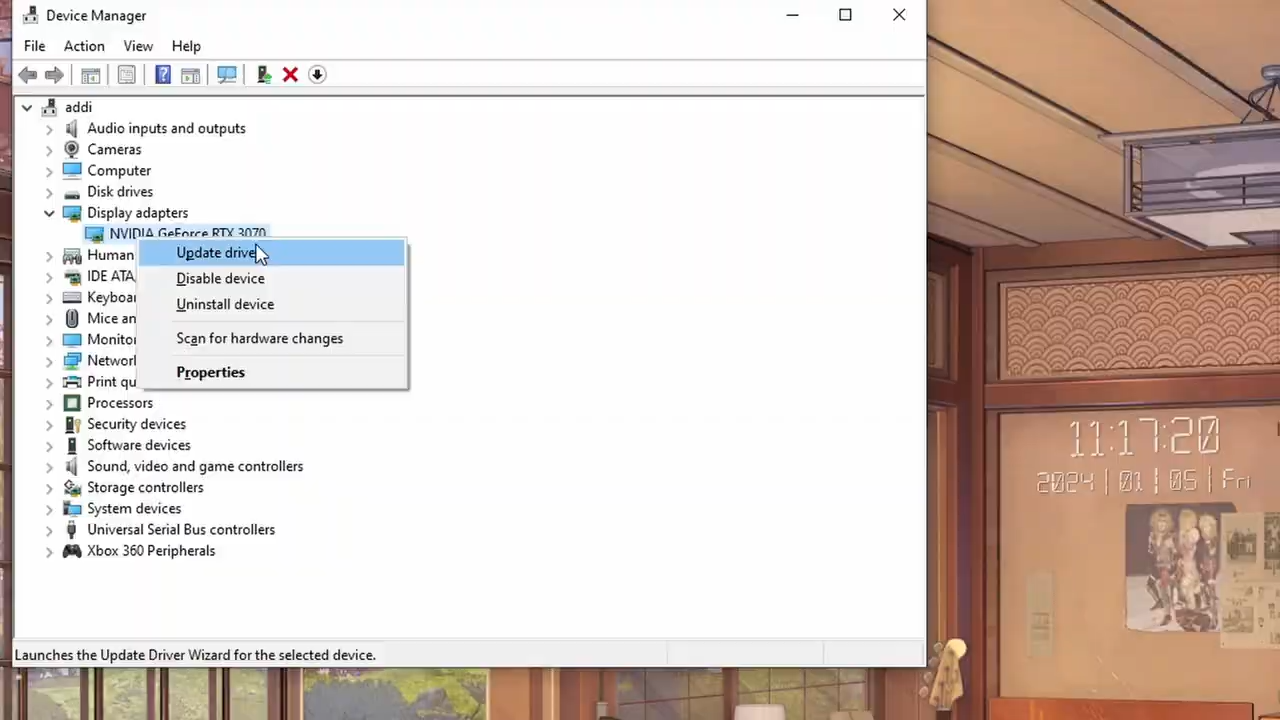 Device Manager
File Action View Help
addi
Audio inputs and outputs
Cameras
Computer
Disk drives
Display adapters
NVIDIA GeForce RTX 3070
Update drive
Human
Disable device
IDE ATA
Uninstall device
Keyboar
Mice an
Scan for hardware changes
Monitor
Network
Properties
Print qu
Processors
Security devices
Software devices
Sound, video and game controllers
Storage controllers
System devices
Universal Serial Bus controllers
Xbox 360 Peripherals
Launches the Update Driver Wizard for the selected device.
11:17:20
2024 | 01 | 05 | Fri